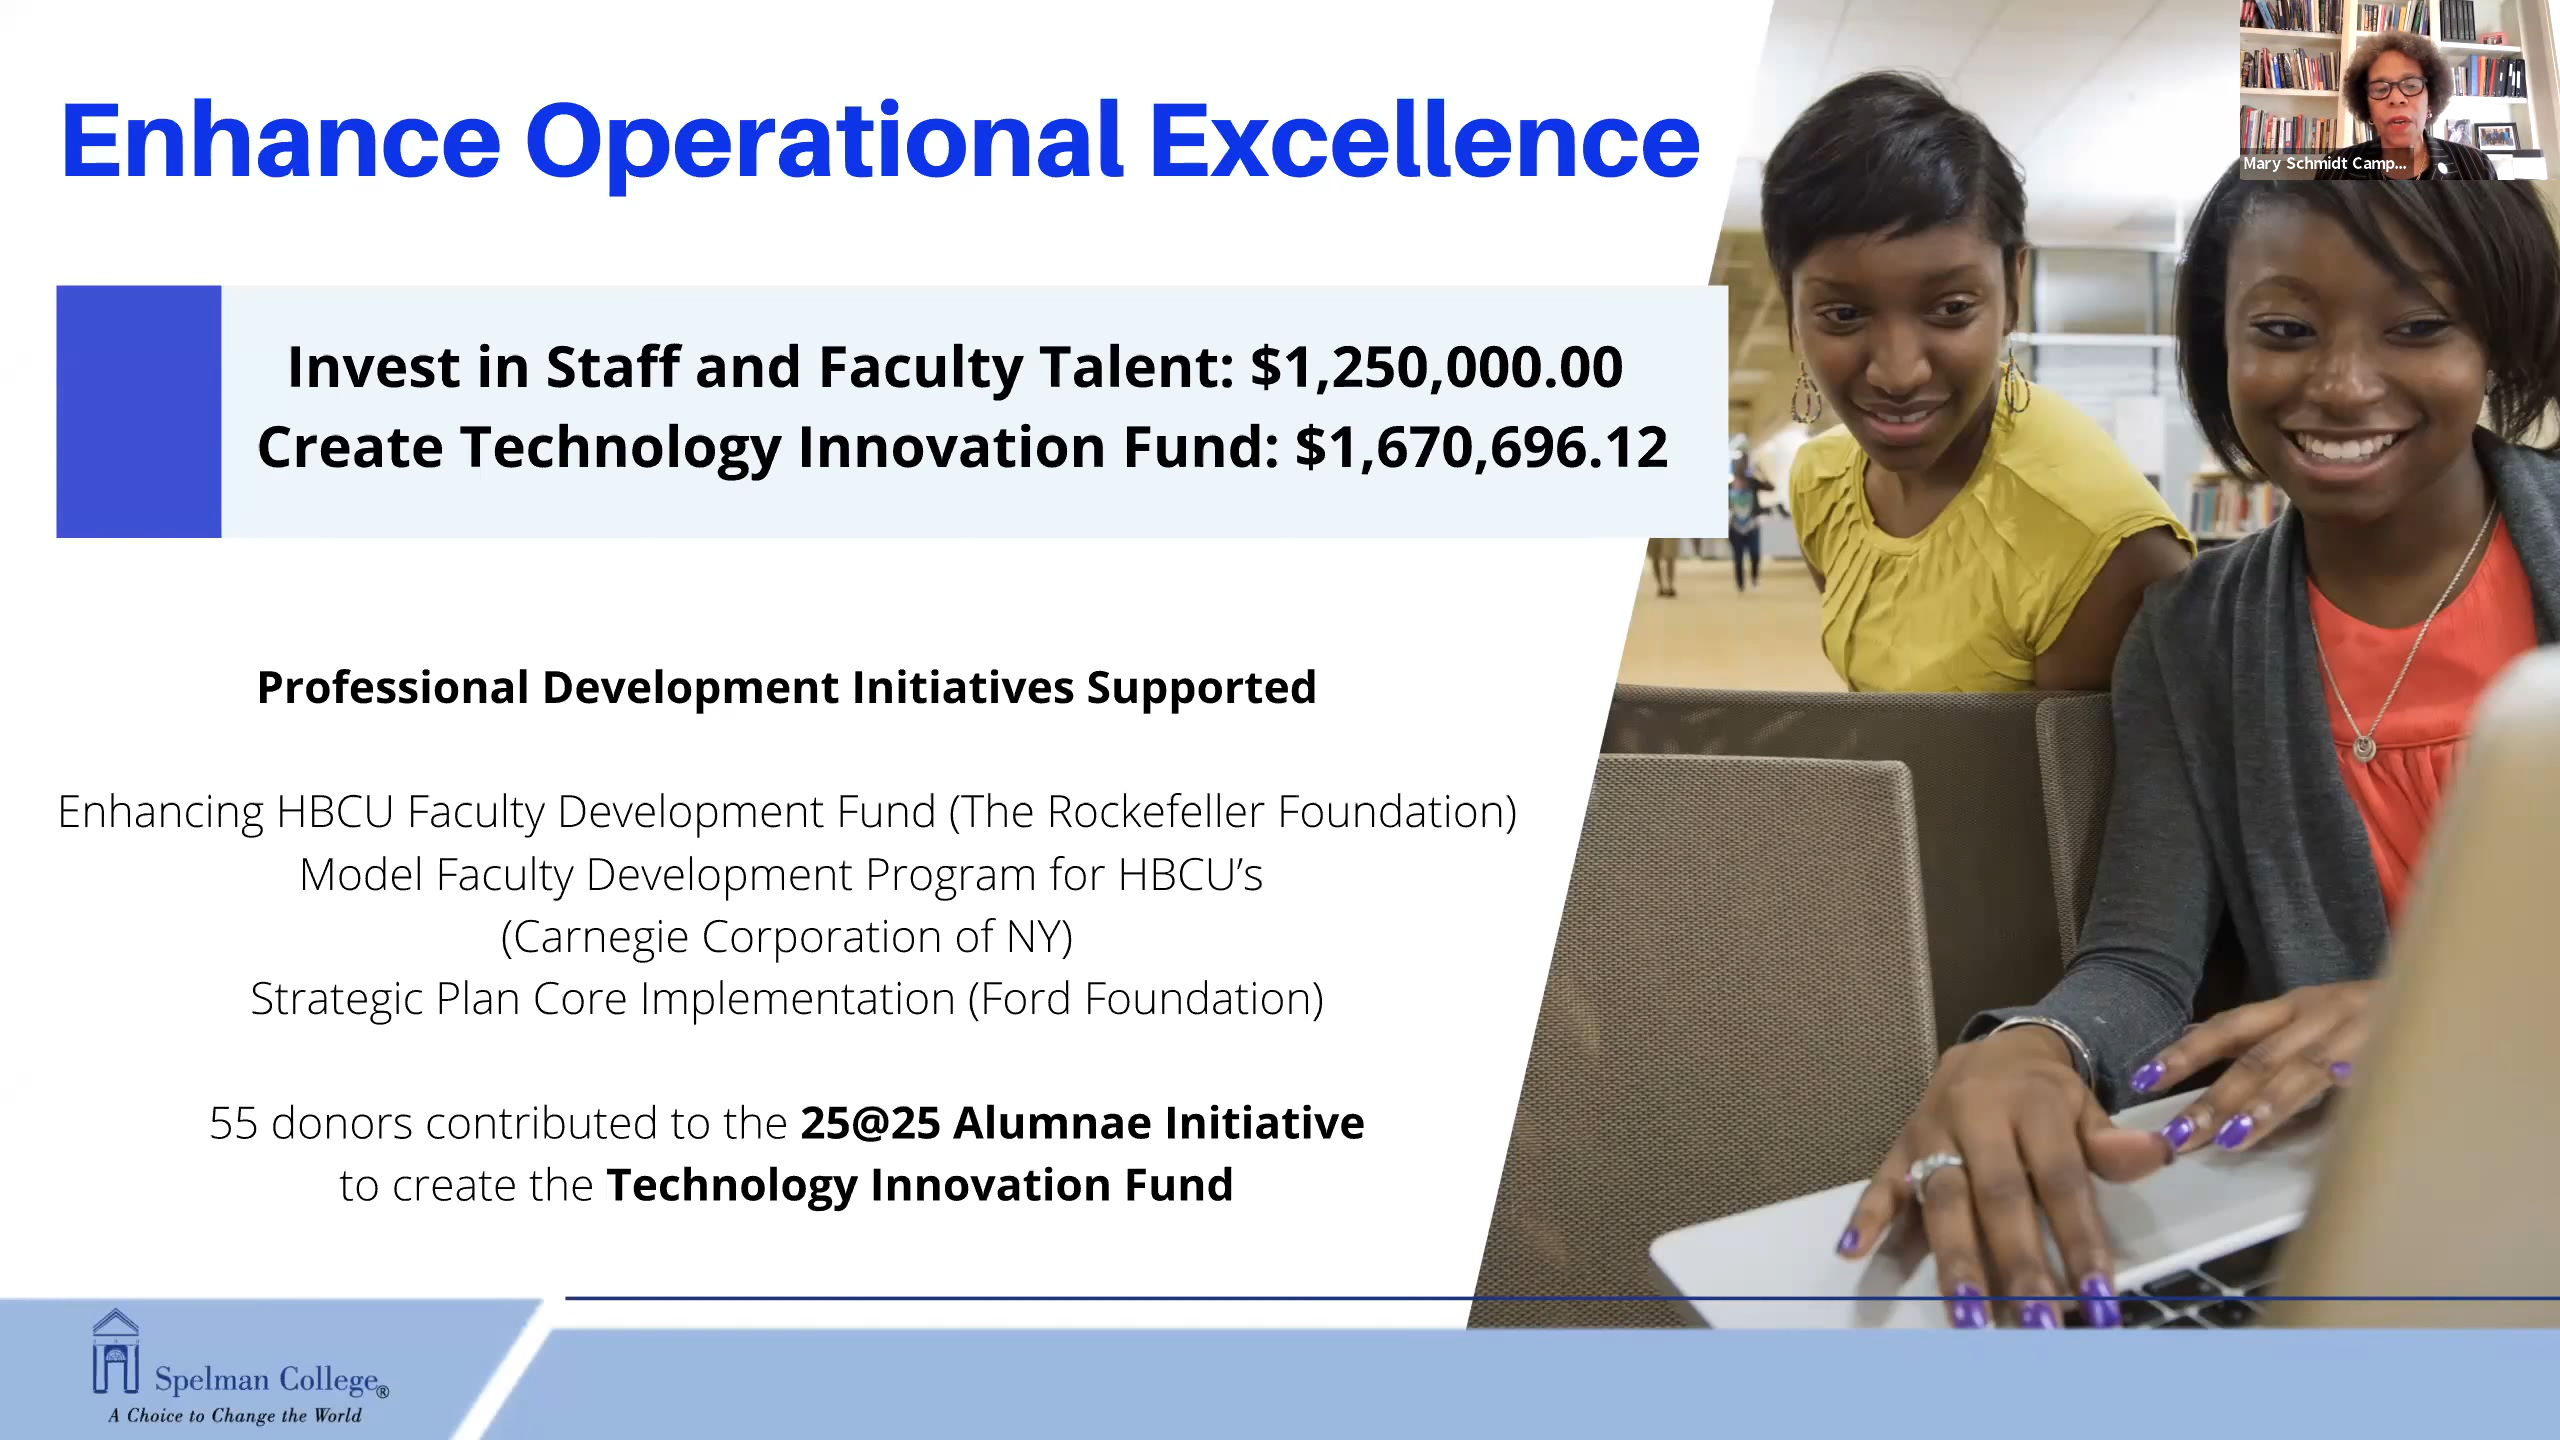 Enhance Operational Excellence
Mary Schmidt Camp...
Invest in Staff and Faculty Talent: $1,250,000.00
Create Technology Innovation Fund: $1,670,696.12
Professional Development Initiatives Supported
Enhancing HBCU Faculty Development Fund (The Rockefeller Foundation)
Model Faculty Development Program for HBCU’s
(Carnegie Corporation of NY)
Strategic Plan Core Implementation (Ford Foundation)
55 donors contributed to the 25@25 Alumnae Initiative
to create the Technology Innovation Fund
Spelman College®
A Choice to Change the World